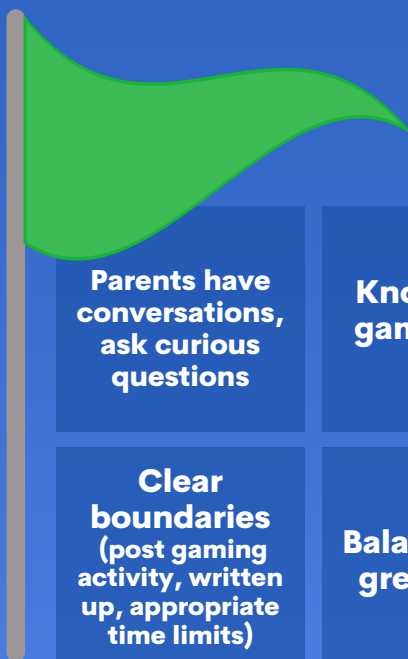 Parents have
conversations,
ask curious
questions
Clear
boundaries
(post gaming
activity, written
up, appropriate
time limits)